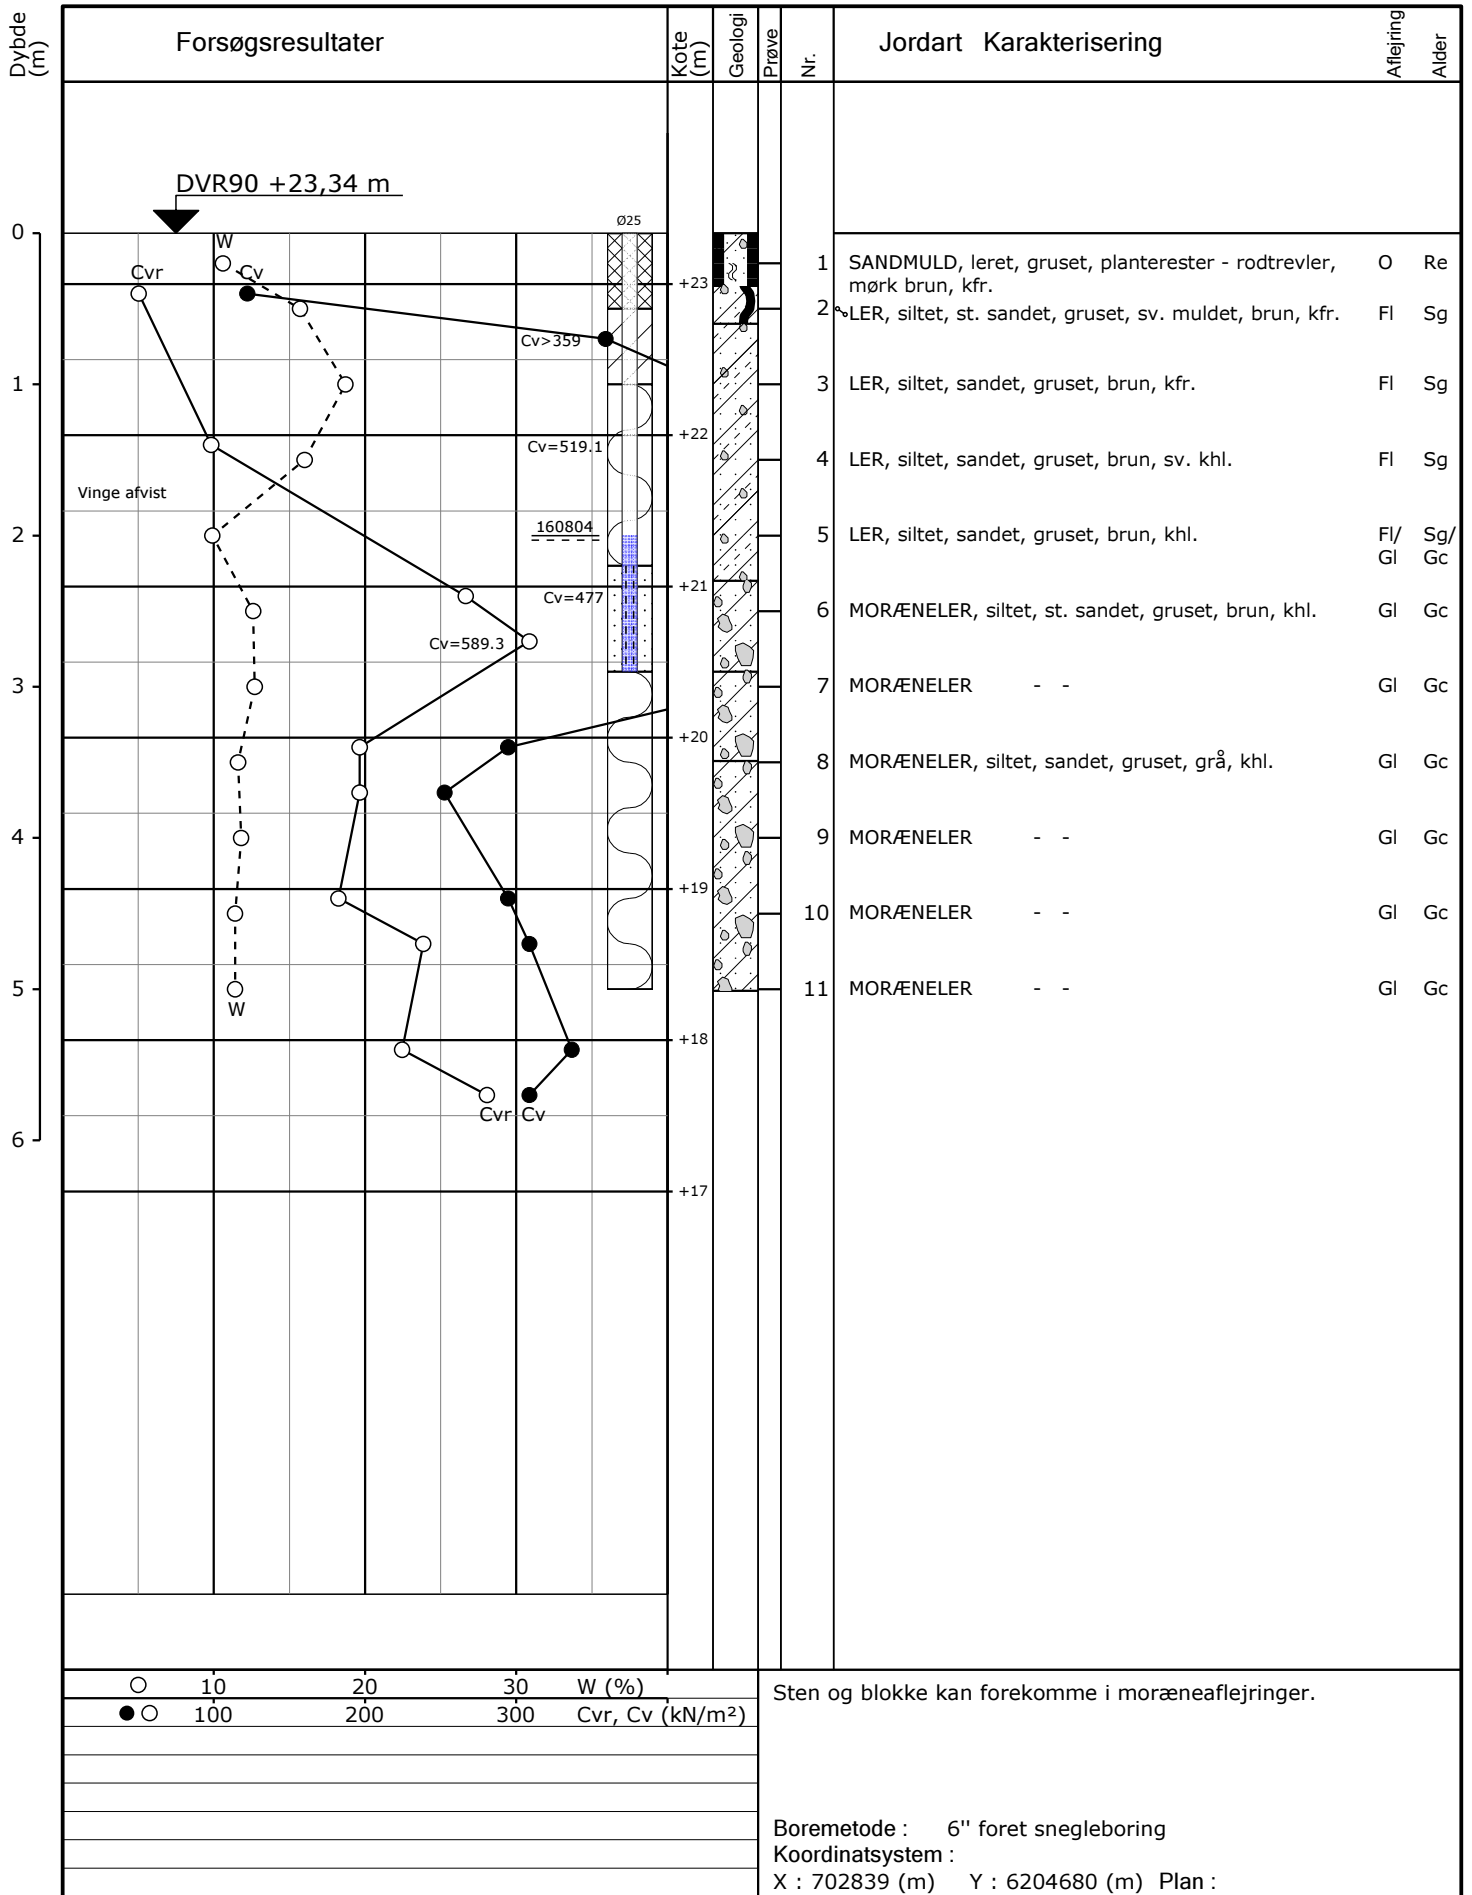 Dybde (m)
Forsøgsresultater
Kote (m)
Geologi
Prøve
Nr.
Jordart Karakterisering
Aflejring
Alder
DVR90 +23,34 m
Ø25
0
W
Cvr
Cv
+23
1 SANDMULD, leret, gruset, planterester - rodtrevler, O Re
mørk brun, kfr.
2 LER, siltet, st. sandet, gruset, sv. muldet, brun, kfr. Fl Sg
Cv>359
1
3 LER, siltet, sandet, gruset, brun, kfr. Fl Sg
+22
Cv=519.1
4 LER, siltet, sandet, gruset, brun, sv. khl. Fl Sg
Vinge afvist
160804
2
5 LER, siltet, sandet, gruset, brun, khl. Fl/ Sg/
Gl Gc
+21
Cv=477
6 MORÆNELER, siltet, st. sandet, gruset, brun, khl. Gl Gc
Cv=589.3
3
7 MORÆNELER - - Gl Gc
+20
8 MORÆNELER, siltet, sandet, gruset, grå, khl. Gl Gc
4
9 MORÆNELER - - Gl Gc
+19
10 MORÆNELER - - Gl Gc
5
11 MORÆNELER - - Gl Gc
W
+18
Cvr Cv
6
+17
10 20 30 W (%)
100 200 300 Cvr, Cv (kN/m²)
Sten og blokke kan forekomme i moræneaflejringer.
Boremetode : 6'' foret snegleboring
Koordinatsystem :
X : 702839 (m) Y : 6204680 (m) Plan :